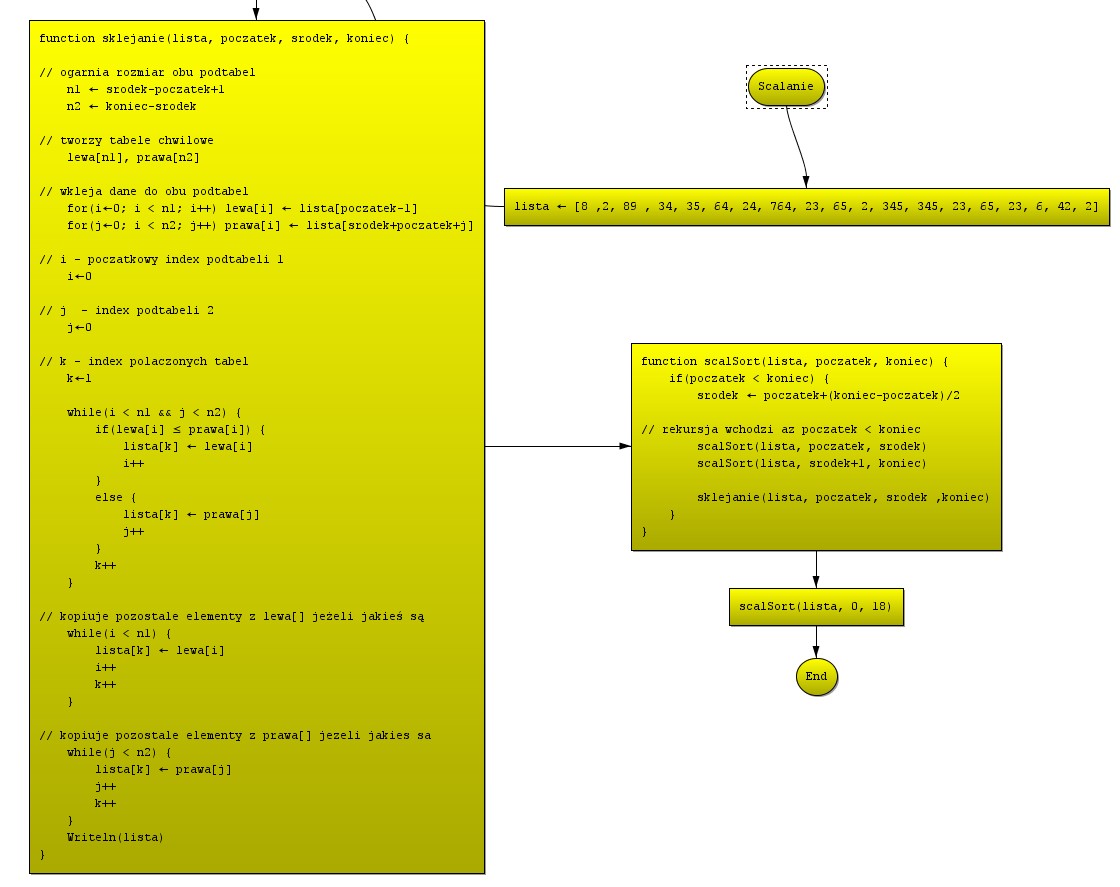 function sklejanie(lista, poczatek, srodek, koniec) {
// ogarnia rozmiar obu podtabel
n1 ← srodek-poczatek+1
n2 ← koniec-srodek
// tworzy tabele chwilowe
lewa[n1], prawa[n2]
// wkleja dane do obu podtabel
for(i←0; i < n1; i++) lewa[i] ← lista[poczatek-1]
for(j←0; i < n2; j++) prawa[i] ← lista[srodek+poczatek+j]
// i - poczatkowy index podtabeli 1
i←0
// j  - index podtabeli 2
j←0
// k - index polaczonych tabel
k←1
while(i < n1 && j < n2) {
if(lewa[i] ≤ prawa[i]) {
lista[k] ← lewa[i]
i++
}
else {
lista[k] ← prawa[j]
j++
}
k++
}
// kopiuje pozostale elementy z lewa[] jeżeli jakieś są
while(i < n1) {
lista[k] ← lewa[i]
i++
k++
}
// kopiuje pozostale elementy z prawa[] jezeli jakies sa
while(j < n2) {
lista[k] ← prawa[j]
j++
k++
}
Writeln(lista)
}
Scalanie
lista ← [8 ,2, 89 , 34, 35, 64, 24, 764, 23, 65, 2, 345, 345, 23, 65, 23, 6, 42, 2]
function scalSort(lista, poczatek, koniec) {
if(poczatek < koniec) {
srodek ← poczatek+(koniec-poczatek)/2
// rekursja wchodzi az poczatek < koniec
scalSort(lista, poczatek, srodek)
scalSort(lista, srodek+1, koniec)
sklejanie(lista, poczatek, srodek ,koniec)
}
}
scalSort(lista, 0, 18)
End